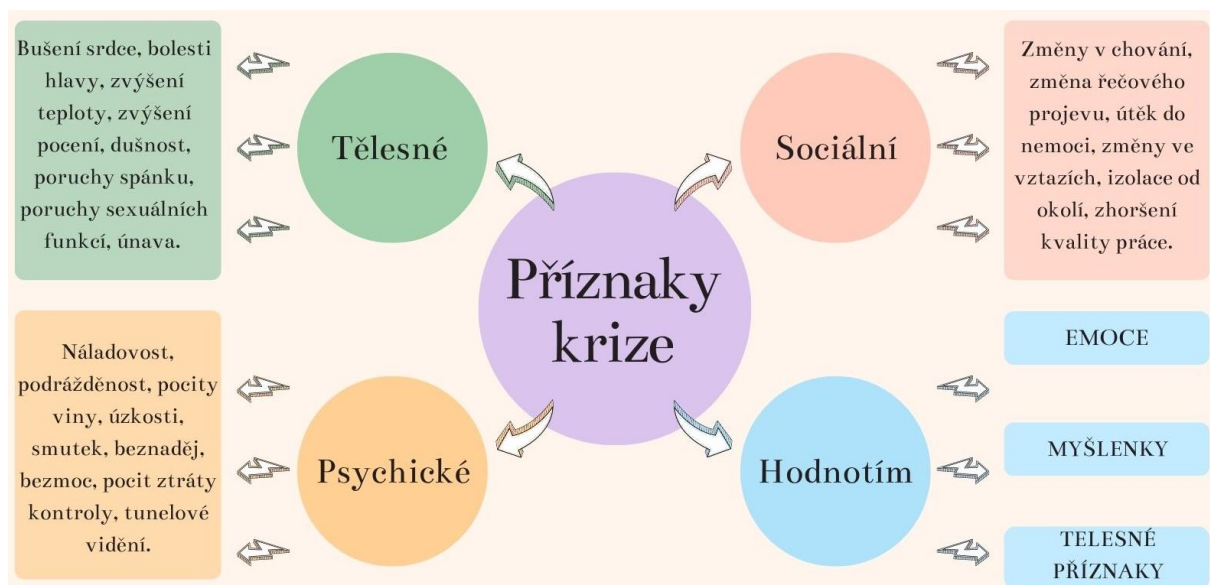 Bušení srdce, bolesti
hlavy, zvýšení
teploty, zvýšení
pocení, dušnost,
poruchy spánku,
poruchy sexuálních
funkcí, únava.
Tělesné
Sociální
Změny v chování,
změna řečového
projevu, útěk do
nemoci, změny ve
vztazích, izolace od
okolí, zhoršení
kvality práce.
Příznaky
krize
Náladovost,
podrážděnost, pocity
viny, úzkosti,
smutek, beznaděj,
bezmoc, pocit ztráty
kontroly, tunelové
vidění.
Psychické
Hodnotím
EMOCE
MYŠLENKY
TELESNÉ
PŘÍZNAKY